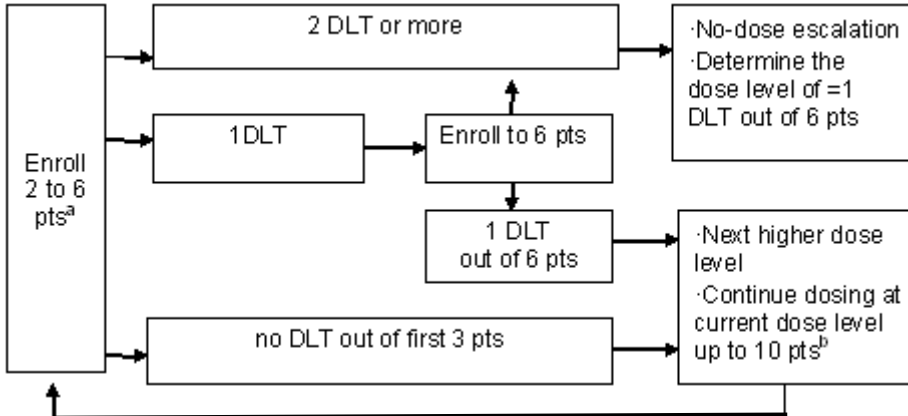 Enroll
2 to 6
ptsᵃ
2 DLT or more
·No-dose escalation
·Determine the
dose level of =1
DLT out of 6 pts
1DLT
Enroll to 6 pts
1 DLT
out of 6 pts
no DLT out of first 3 pts
·Next higher dose
level
·Continue dosing at
current dose level
up to 10 ptsᵇ